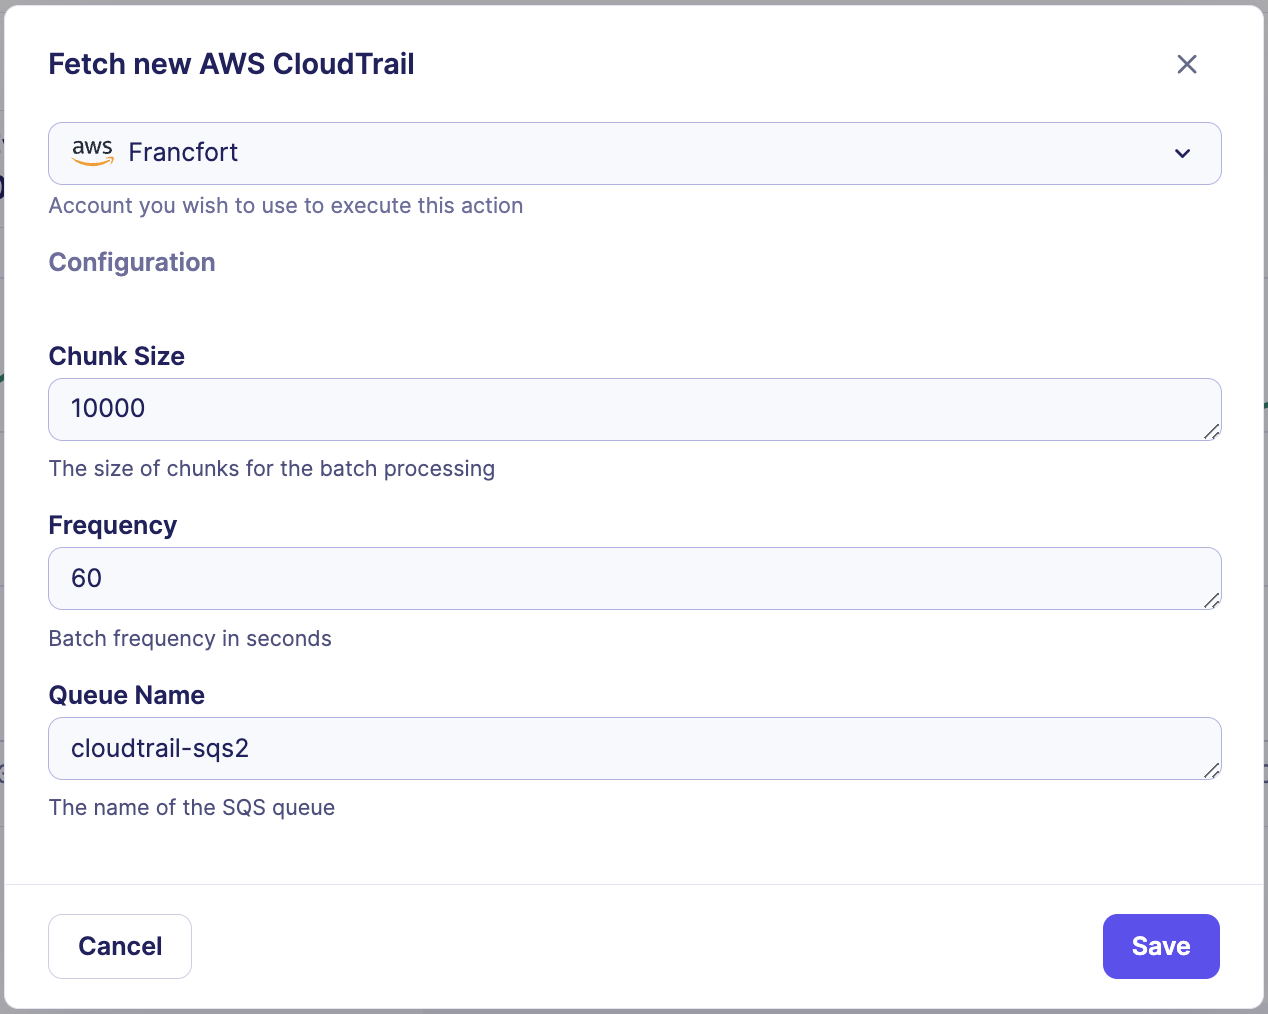 Fetch new AWS CloudTrail
aws Francfort
Account you wish to use to execute this action
Configuration
Chunk Size
10000
The size of chunks for the batch processing
Frequency
60
Batch frequency in seconds
Queue Name
cloudtrail-sqs2
The name of the SQS queue
Cancel
Save